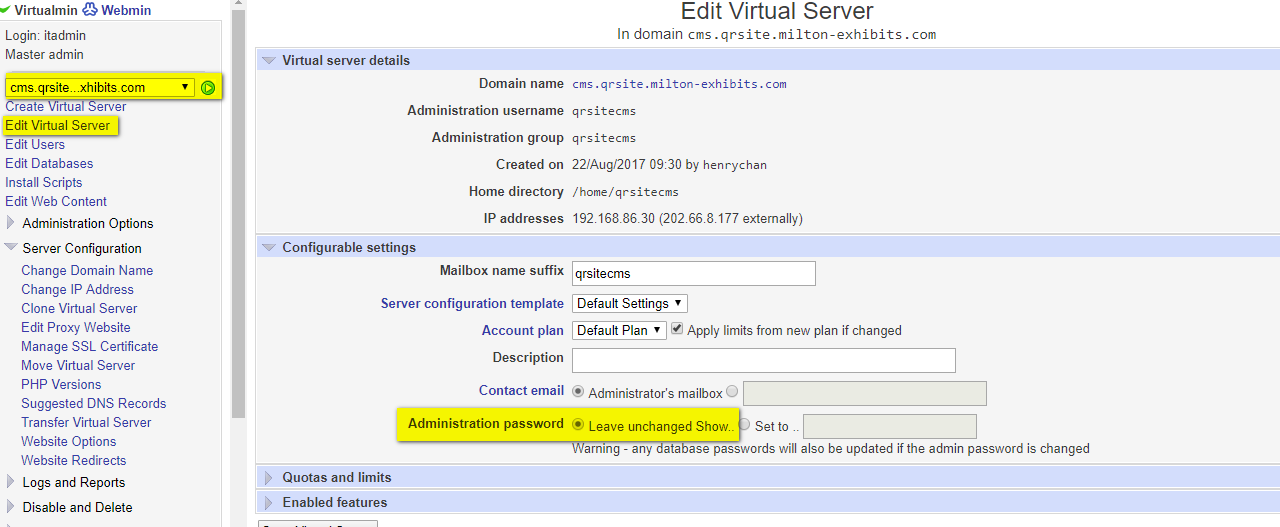 Virtualmin Webmin
Login: itadmin
Master admin
cms.qrsite...xhibits.com
Create Virtual Server
Edit Virtual Server
Edit Users
Edit Databases
Install Scripts
Edit Web Content
Administration Options
Server Configuration
Change Domain Name
Change IP Address
Clone Virtual Server
Edit Proxy Website
Manage SSL Certificate
Move Virtual Server
PHP Versions
Suggested DNS Records
Transfer Virtual Server
Website Options
Website Redirects
Logs and Reports
Disable and Delete
Edit Virtual Server
In domain cms.qrsite.milton-exhibits.com
Virtual server details
Domain name cms.qrsite.milton-exhibits.com
Administration username qrsitecms
Administration group qrsitecms
Created on 22/Aug/2017 09:30 by henrychan
Home directory /home/qrsitecms
IP addresses 192.168.86.30 (202.66.8.177 externally)
Configurable settings
Mailbox name suffix qrsitecms
Server configuration template Default Settings
Account plan Default Plan Apply limits from new plan if changed
Description
Contact email Administrator's mailbox
Administration password Leave unchanged Show.. Set to ..
Warning - any database passwords will also be updated if the admin password is changed
Quotas and limits
Enabled features